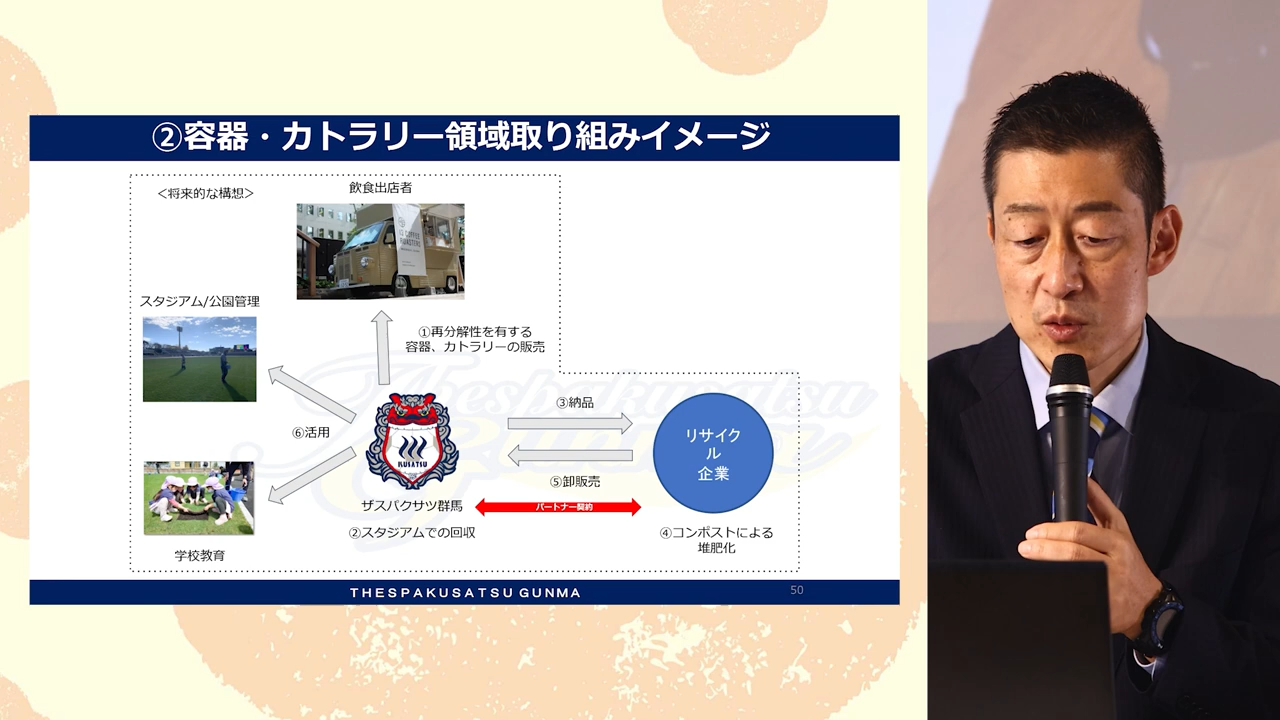 ②容器・カトラリー領域取り組みイメージ
＜将来的な構想＞
飲食出店者
COFFEE
ROASTERS
スタジアム/公園管理
①再分解性を有する
容器、カトラリーの販売
Thespakusatsu
Gunma
③納品
リサイク
ル
企業
⑥活用
KUSATSU
⑤卸販売
ザスパクサツ群馬
パートナー契約
②スタジアムでの回収
④コンポストによる
堆肥化
学校教育
THESPAKUSATSU GUNMA
50